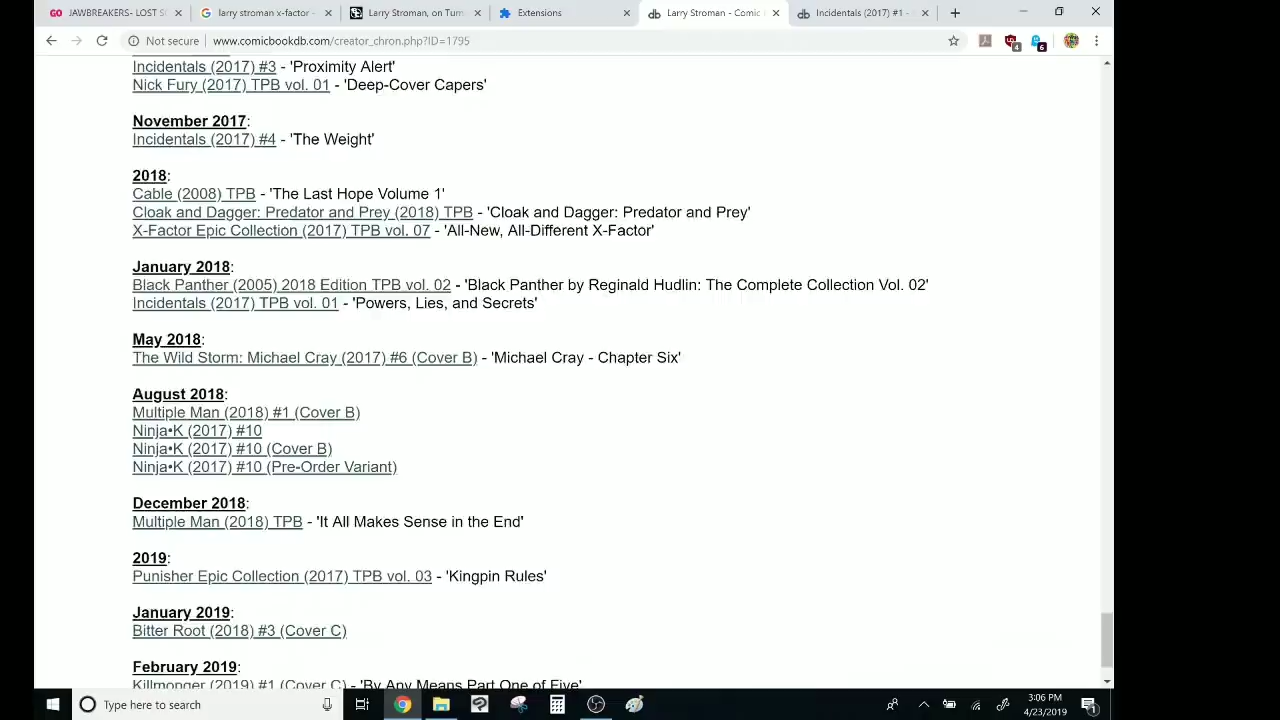 JAWBREAKERS- LOST S
larry stroman x-factor -
Larry Stroman, on Tum
Extensions
Larry Stroman - Comic
Incidentals (2017) #1 -
Not secure
www.comicbookdb.com/creator_chron.php?ID=1795
4
6
Incidentals (2017) #3 - 'Proximity Alert'
Nick Fury (2017) TPB vol. 01 - 'Deep-Cover Capers'
November 2017:
Incidentals (2017) #4 - 'The Weight'
2018:
Cable (2008) TPB - 'The Last Hope Volume 1'
Cloak and Dagger: Predator and Prey (2018) TPB - 'Cloak and Dagger: Predator and Prey'
X-Factor Epic Collection (2017) TPB vol. 07 - 'All-New, All-Different X-Factor'
January 2018:
Black Panther (2005) 2018 Edition TPB vol. 02 - 'Black Panther by Reginald Hudlin: The Complete Collection Vol. 02'
Incidentals (2017) TPB vol. 01 - 'Powers, Lies, and Secrets'
May 2018:
The Wild Storm: Michael Cray (2017) #6 (Cover B) - 'Michael Cray - Chapter Six'
August 2018:
Multiple Man (2018) #1 (Cover B)
Ninja•K (2017) #10
Ninja•K (2017) #10 (Cover B)
Ninja•K (2017) #10 (Pre-Order Variant)
December 2018:
Multiple Man (2018) TPB - 'It All Makes Sense in the End'
2019:
Punisher Epic Collection (2017) TPB vol. 03 - 'Kingpin Rules'
January 2019:
Bitter Root (2018) #3 (Cover C)
February 2019:
Killmonger (2019) #1 (Cover C) - 'By Any Means Part One of Five'
Type here to search
3:06 PM
4/23/2019
1